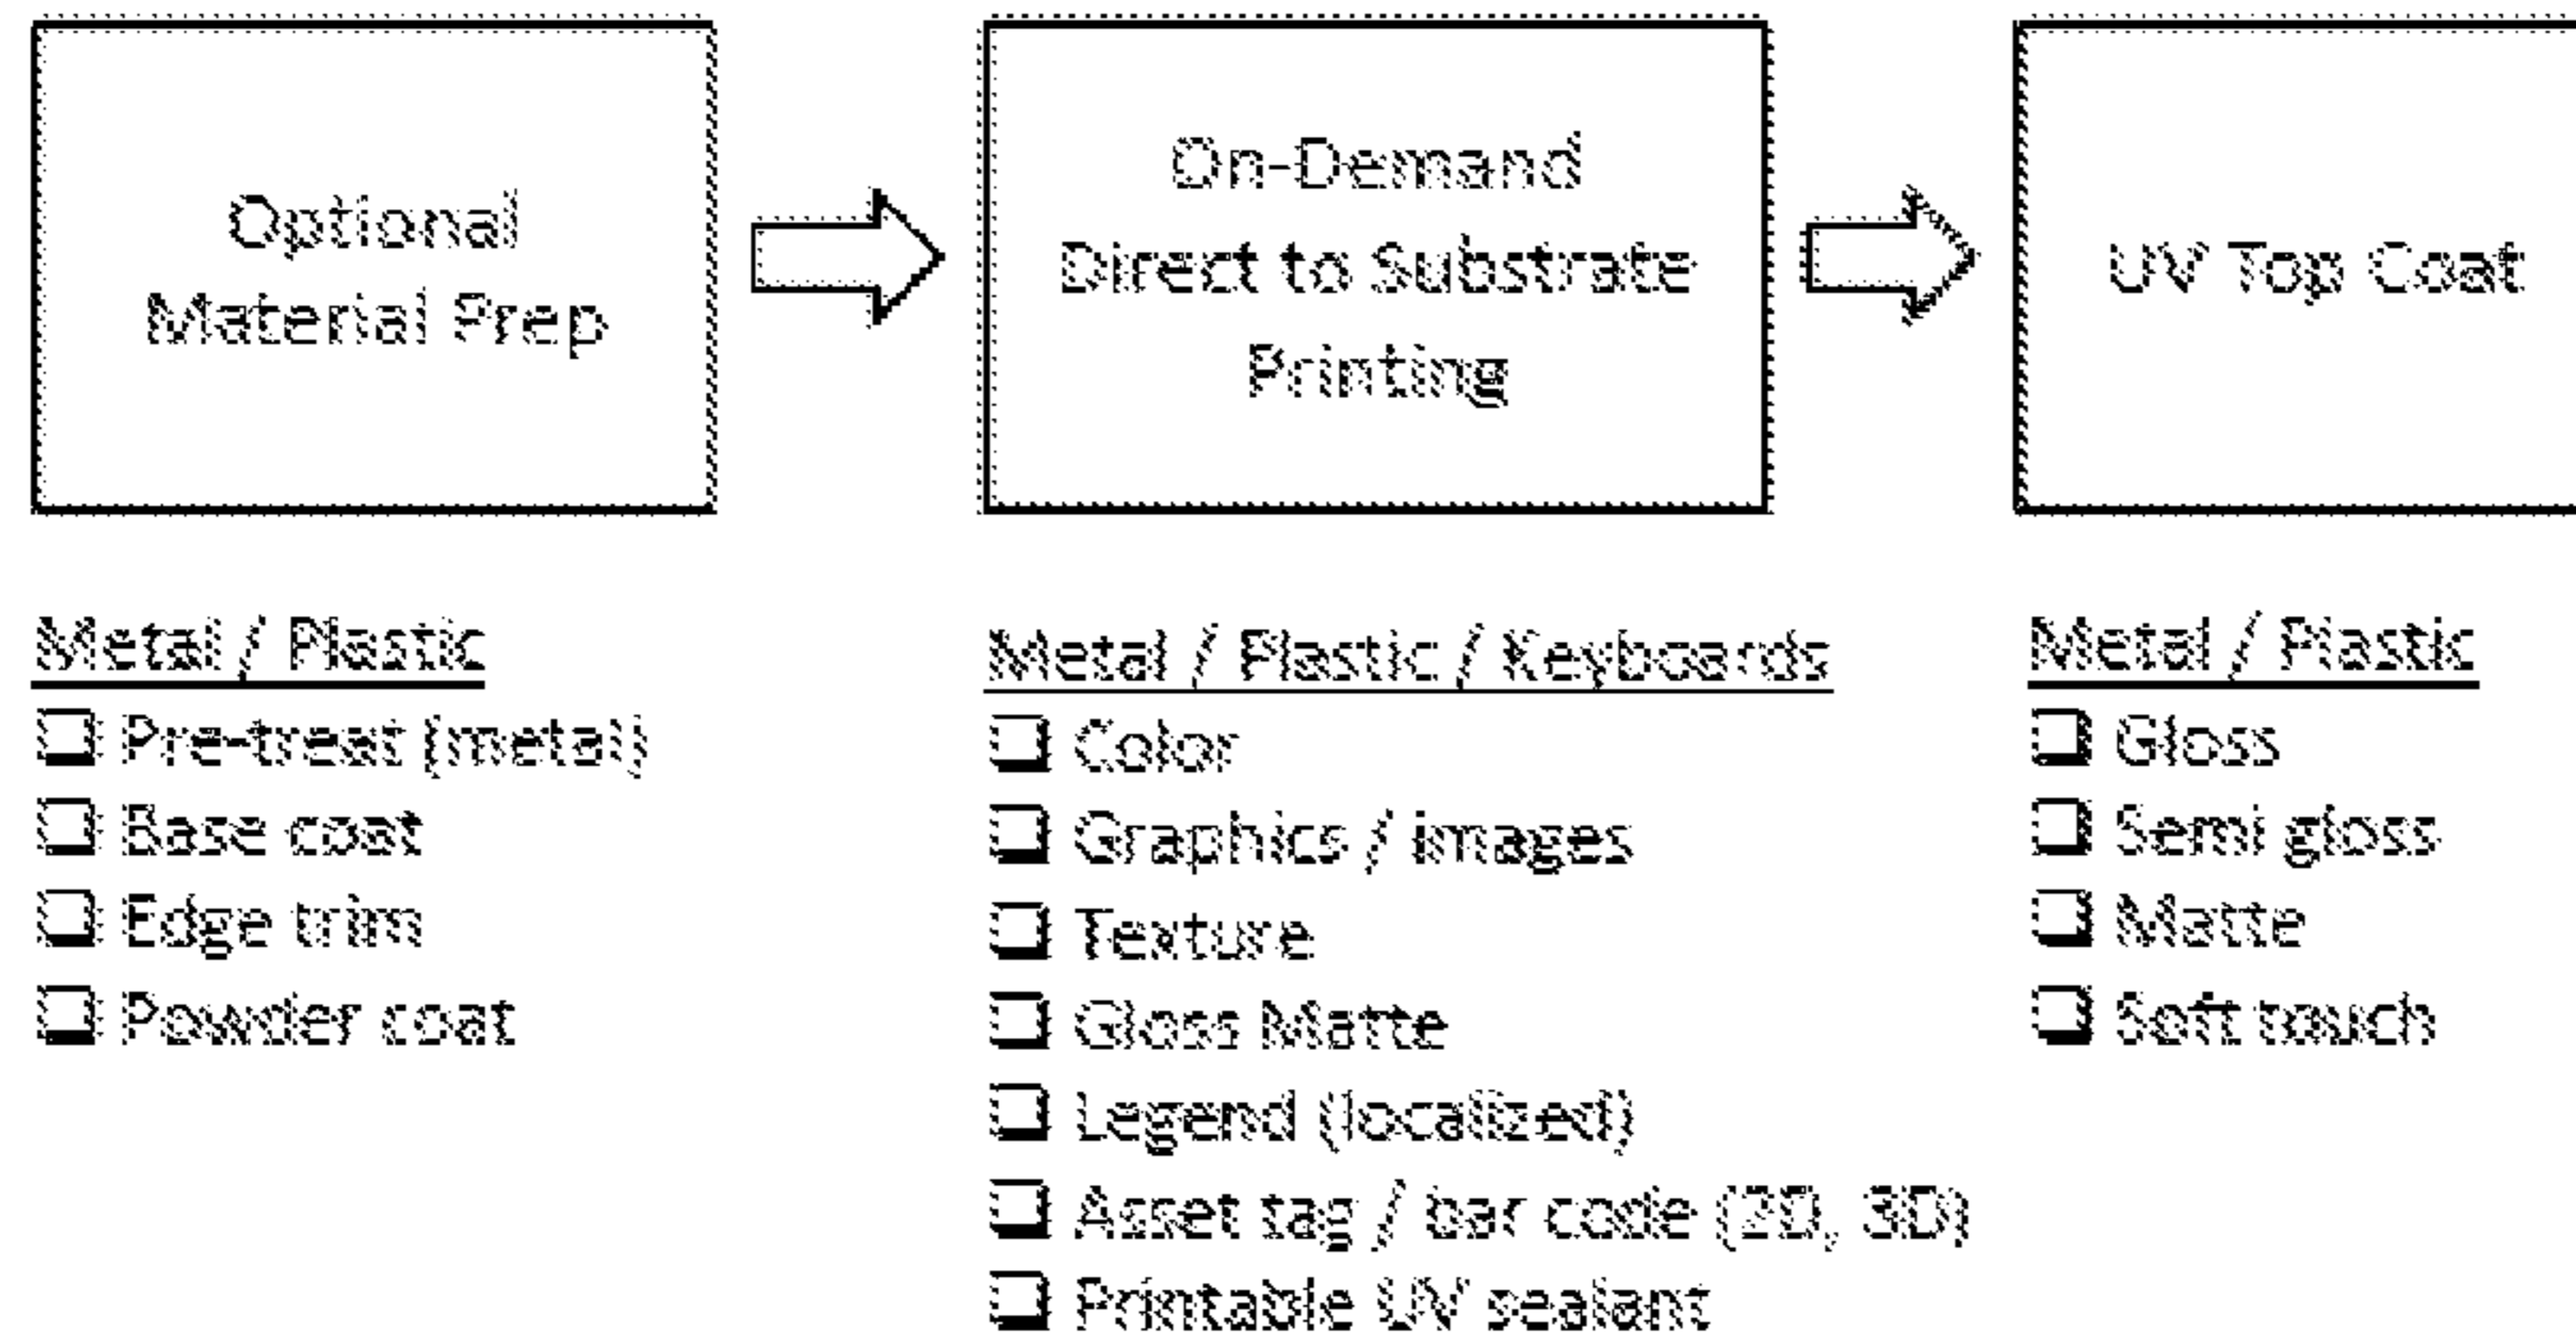 Optional
Material Prep
On-Demand
Direct to Substrate
Printing
UV Top Coat
Metal / Plastic
Pre-treat (metal)
Base coat
Edge trim
Powder coat
Metal / Plastic / Keyboards
Color
Graphics / images
Texture
Gloss Matte
Legend (localized)
Asset tag / bar code (2D, 3D)
Printable UV sealant
Metal / Plastic
Gloss
Semi gloss
Matte
Soft touch